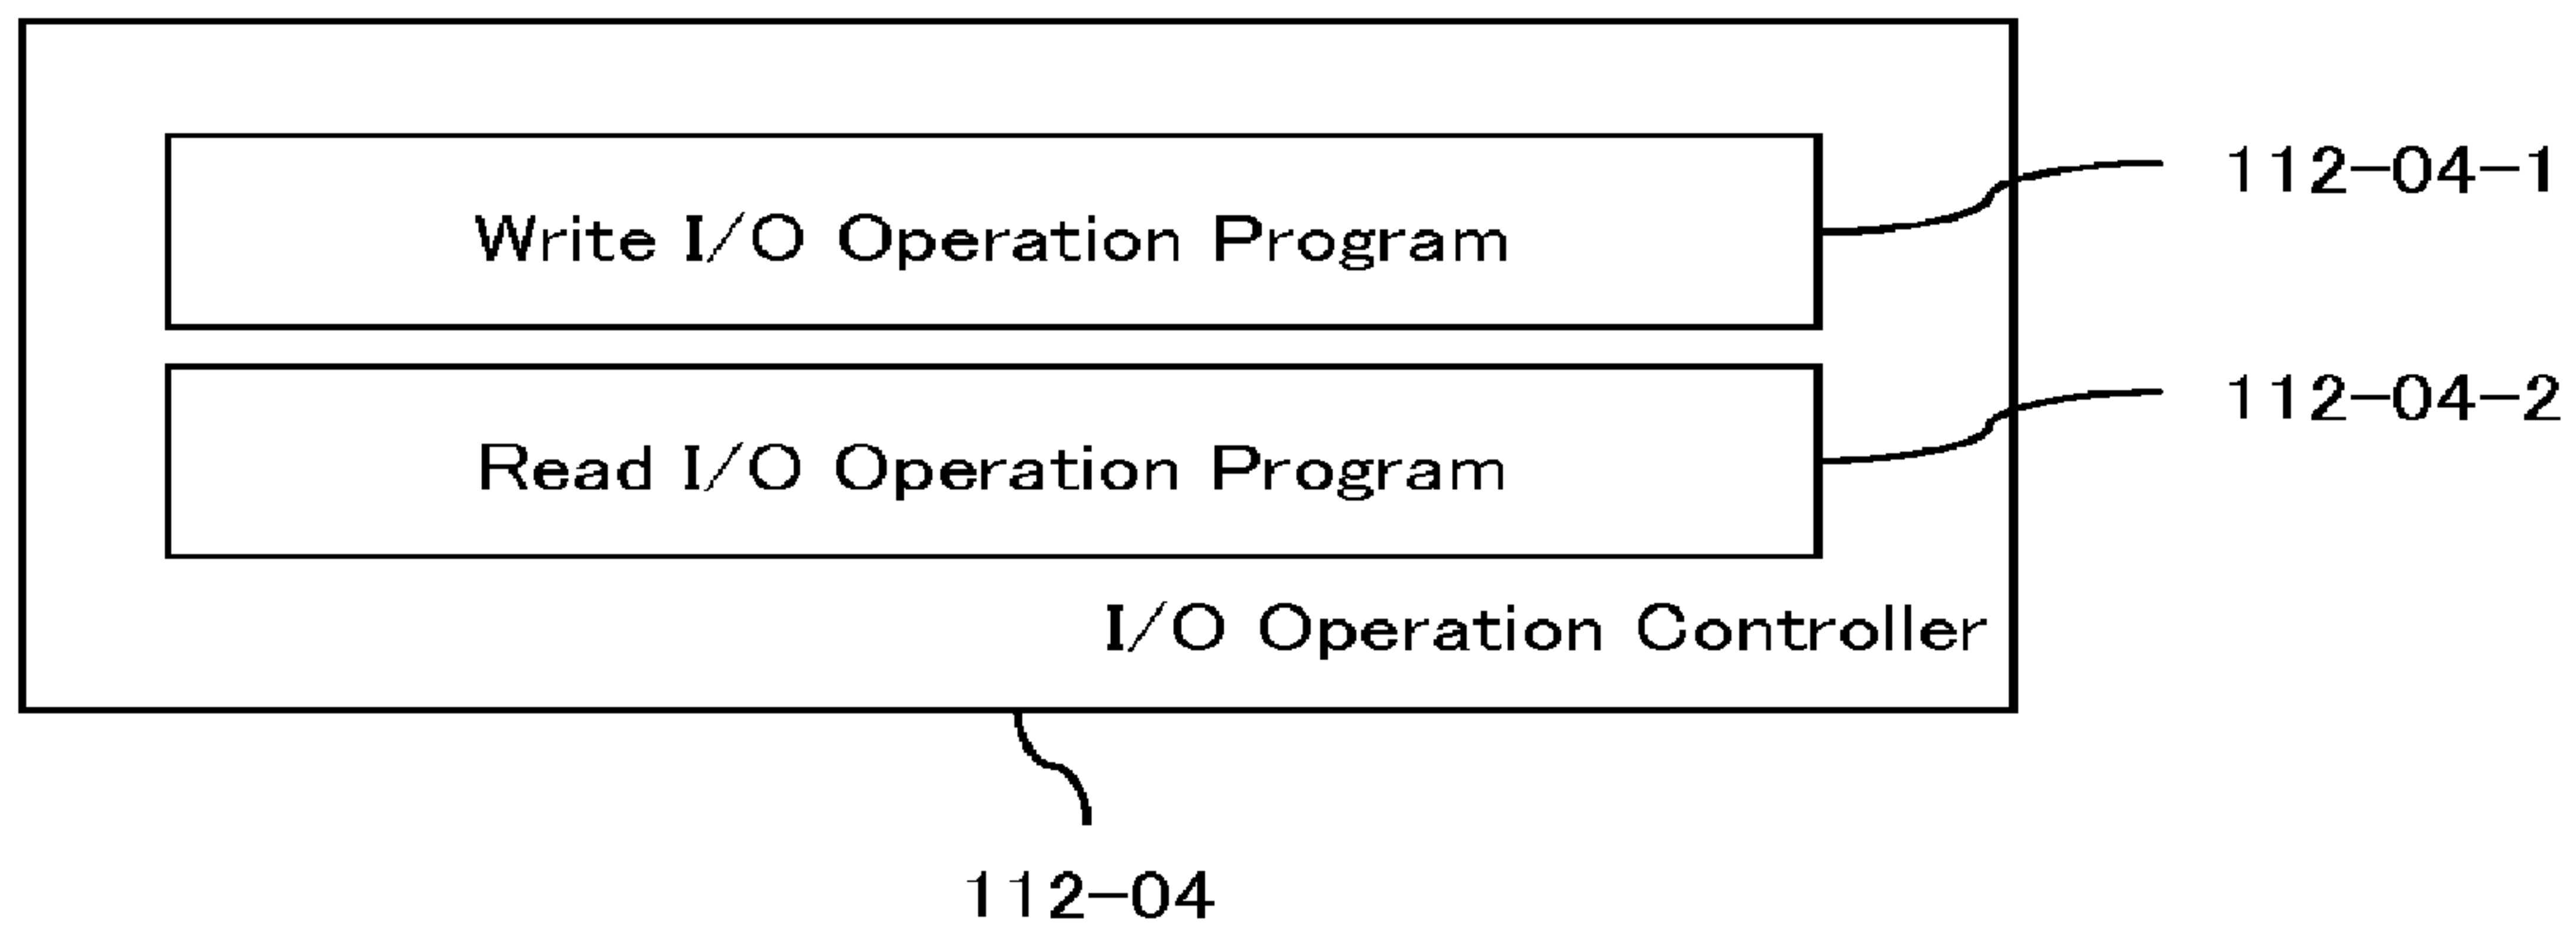 Write I/O Operation Program
112-04-1
Read I/O Operation Program
112-04-2
I/O Operation Controller
112-04